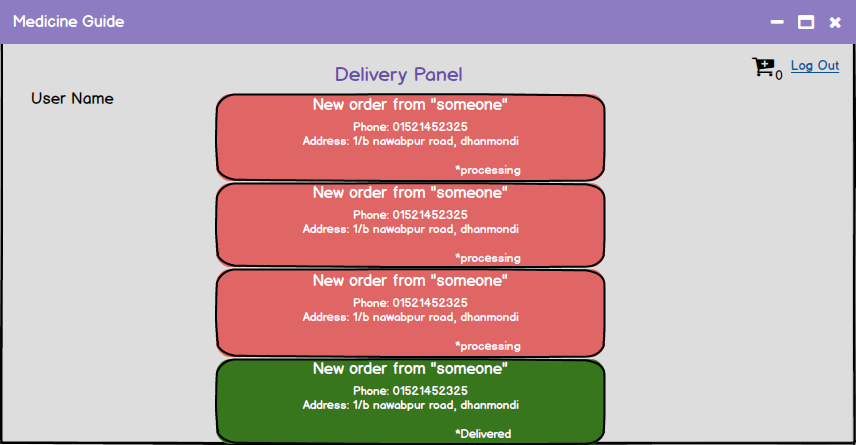 Medicine Guide
Delivery Panel
0 Log Out
User Name
New order from "someone"
Phone: 01521452325
Address: 1/b nawabpur road, dhanmondi
*processing
New order from "someone"
Phone: 01521452325
Address: 1/b nawabpur road, dhanmondi
*processing
New order from "someone"
Phone: 01521452325
Address: 1/b nawabpur road, dhanmondi
*processing
New order from "someone"
Phone: 01521452325
Address: 1/b nawabpur road, dhanmondi
*Delivered